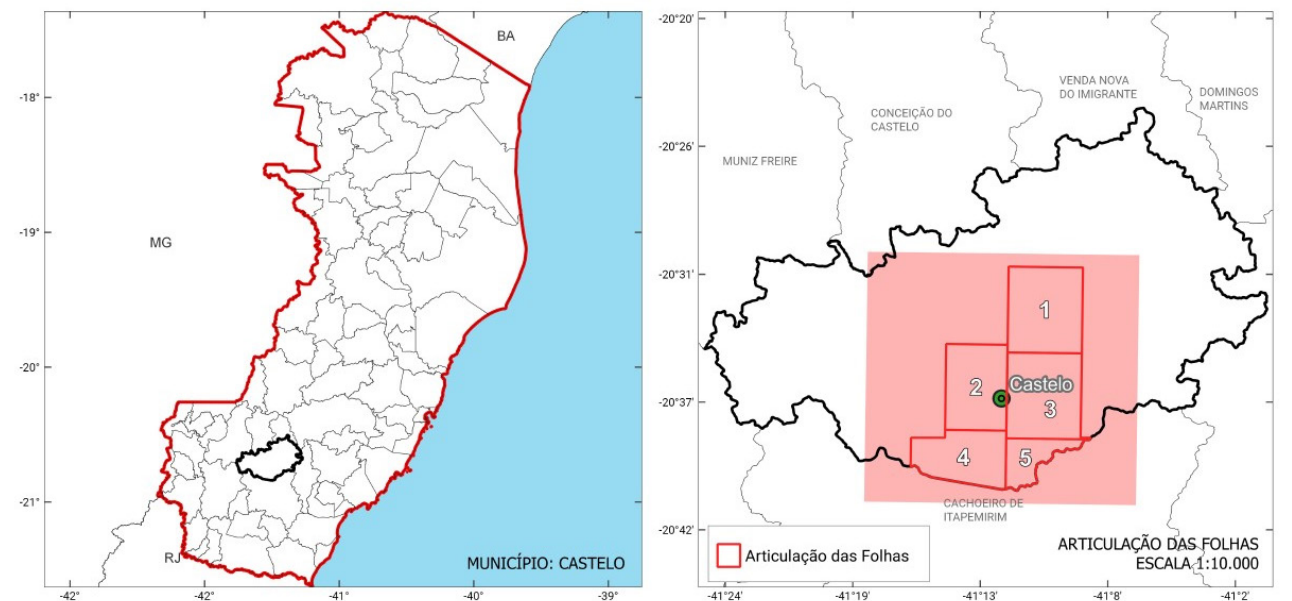 BA
MG
RJ
-18°
-19°
-20°
-21°
-42°
-42°
-41°
-40°
-39°
MUNICÍPIO: CASTELO
-20°20'
-20°26'
-20°31'
-20°37'
-20°42'
VENDA NOVA
DO IMIGRANTE
DOMINGOS
MARTINS
CONCEIÇÃO DO
CASTELO
MUNIZ FREIRE
1
2
Castelo
3
4
5
CACHOEIRO DE
ITAPEMIRIM
Articulação das Folhas
ARTICULAÇÃO DAS FOLHAS
ESCALA 1:10.000
-41°24'
-41°19'
-41°13'
-41°8'
-41°2'